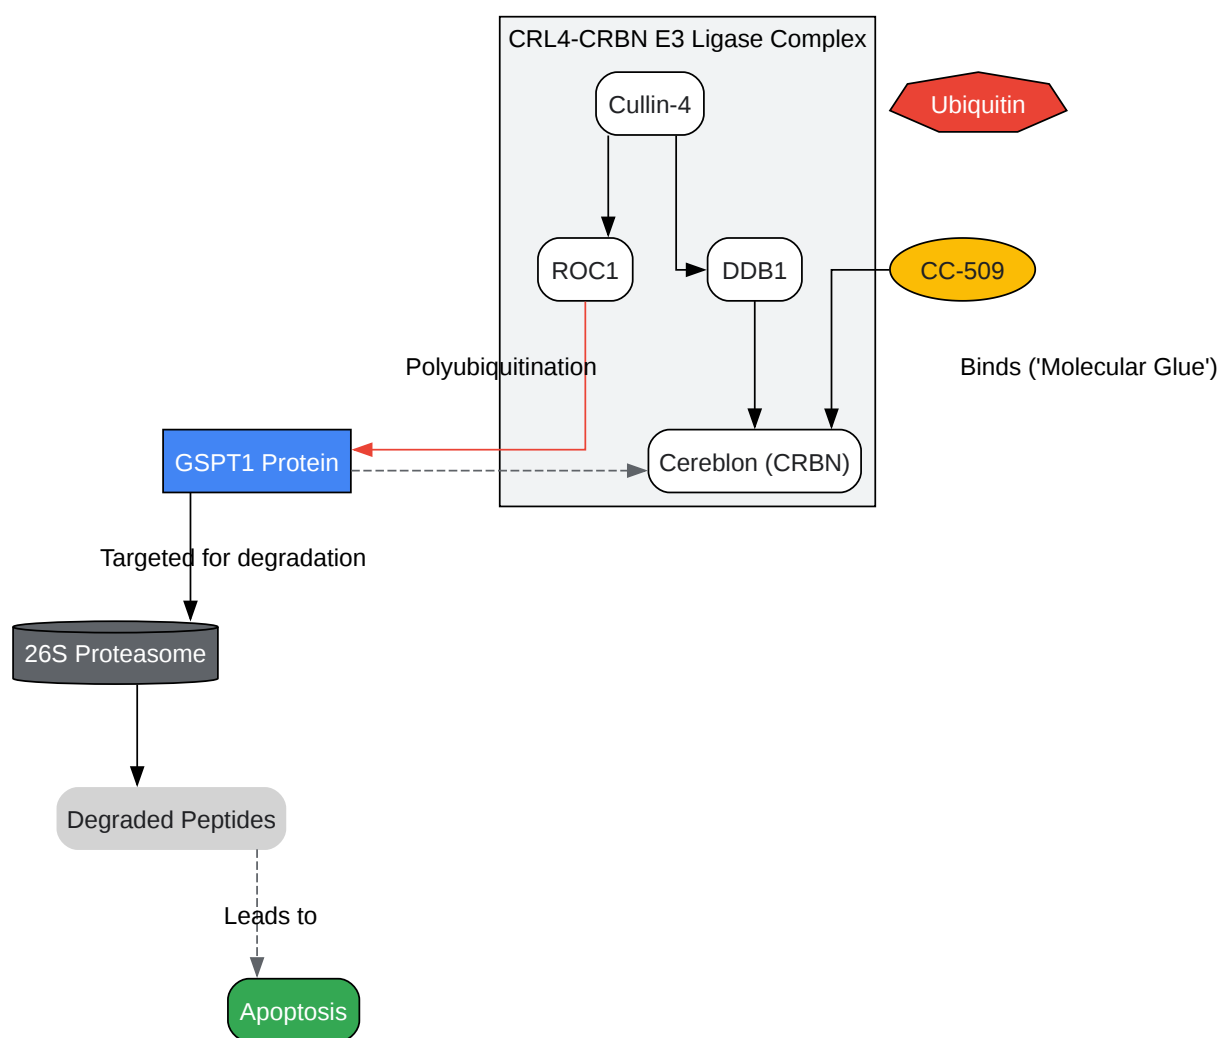 CRL4-CRBN E3 Ligase Complex
Cullin-4
Ubiquitin
ROC1
DDB1
CC-509
Polyubiquitination
Binds ('Molecular Glue')
GSPT1 Protein
Cereblon (CRBN)
Targeted for degradation
26S Proteasome
Degraded Peptides
Leads to
Apoptosis